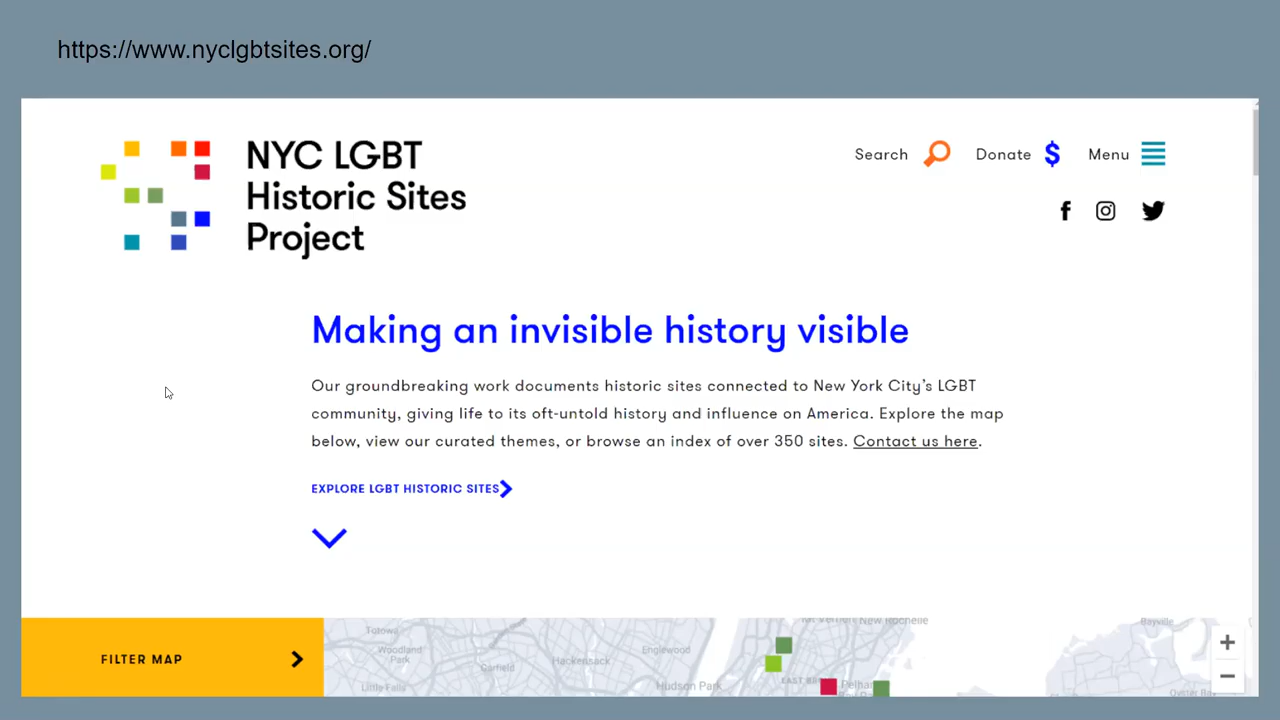 https://www.nyclgbtsites.org/
NYC LGBT
Historic Sites
Project
Search
Donate $
Menu
Making an invisible history visible
Our groundbreaking work documents historic sites connected to New York City’s LGBT
community, giving life to its oft-untold history and influence on America. Explore the map
below, view our curated themes, or browse an index of over 350 sites. Contact us here.
EXPLORE LGBT HISTORIC SITES
FILTER MAP
Totowa
Woodland
Park
Little Falls
Garfield
Hackensack
Englewood
Hudson Park
New Rochelle
Pelham
Bayville
+
−